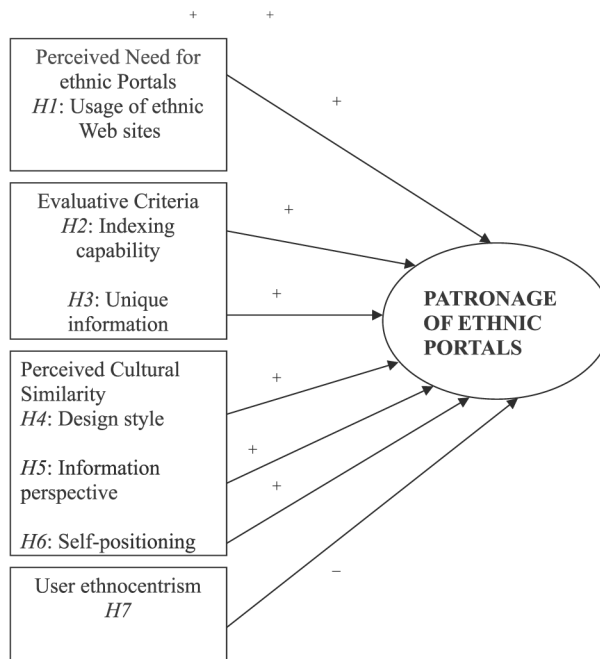 + +
Perceived Need for
ethnic Portals
H1: Usage of ethnic
Web sites
+
Evaluative Criteria
H2: Indexing
capability
+
H3: Unique
information
+
PATRONAGE
OF ETHNIC
PORTALS
Perceived Cultural
Similarity
H4: Design style
+
H5: Information
perspective
+
H6: Self-positioning
+
User ethnocentrism
H7
–